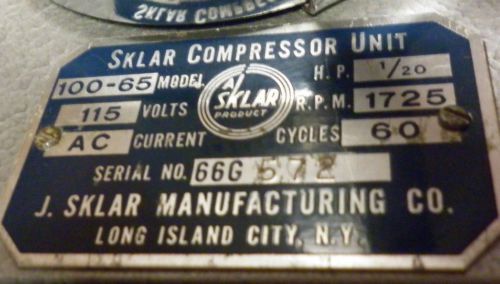 SKLAR COMPRESSOR UNIT
100-65 MODEL
A SKLAR PRODUCT
H.P. 1/20
115 VOLTS
R.P.M. 1725
AC CURRENT
CYCLES 60
SERIAL NO. 66G 572
J. SKLAR MANUFACTURING CO.
LONG ISLAND CITY, N.Y.